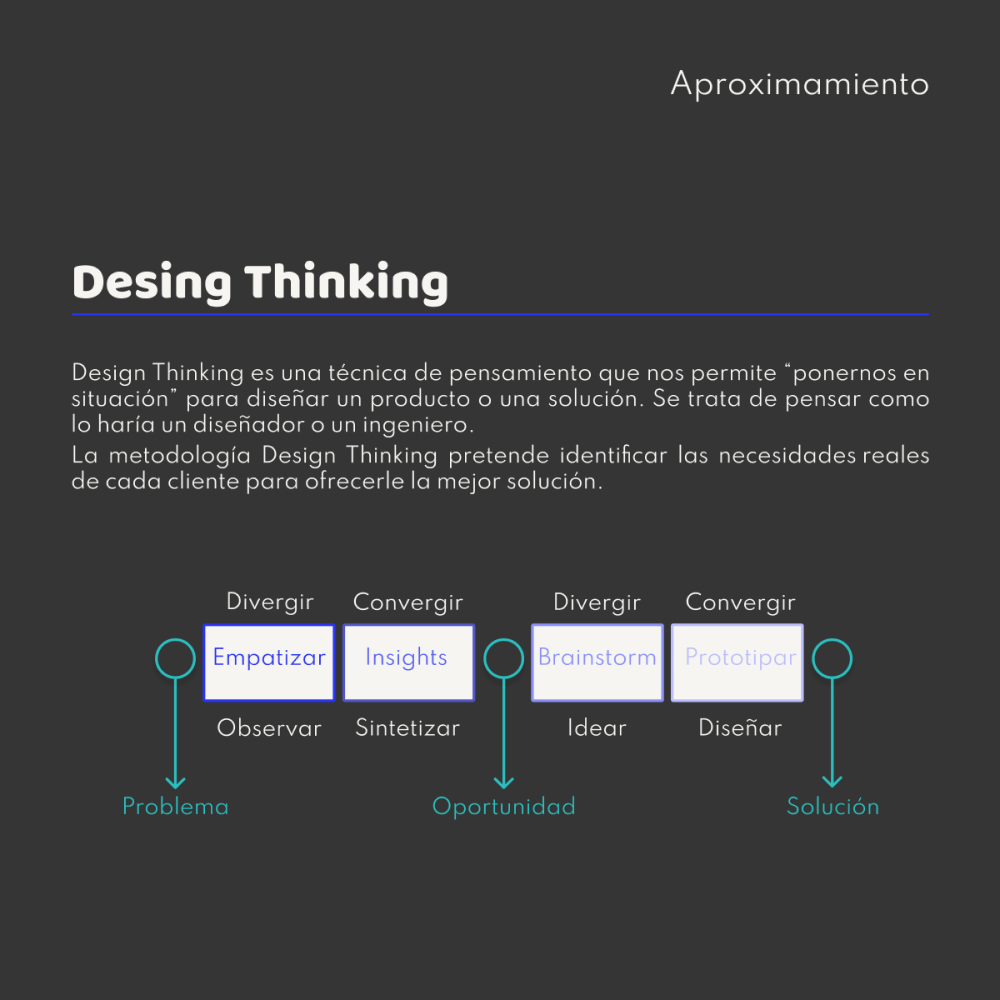 Aproximamiento
Desing Thinking
Design Thinking es una técnica de pensamiento que nos permite “ponernos en
situación” para diseñar un producto o una solución. Se trata de pensar como
lo haría un diseñador o un ingeniero.
La metodología Design Thinking pretende identificar las necesidades reales
de cada cliente para ofrecerle la mejor solución.
Divergir Convergir Divergir Convergir
Empatizar Insights Brainstorm Prototipar
Observar Sintetizar Idear Diseñar
Problema Oportunidad Solución